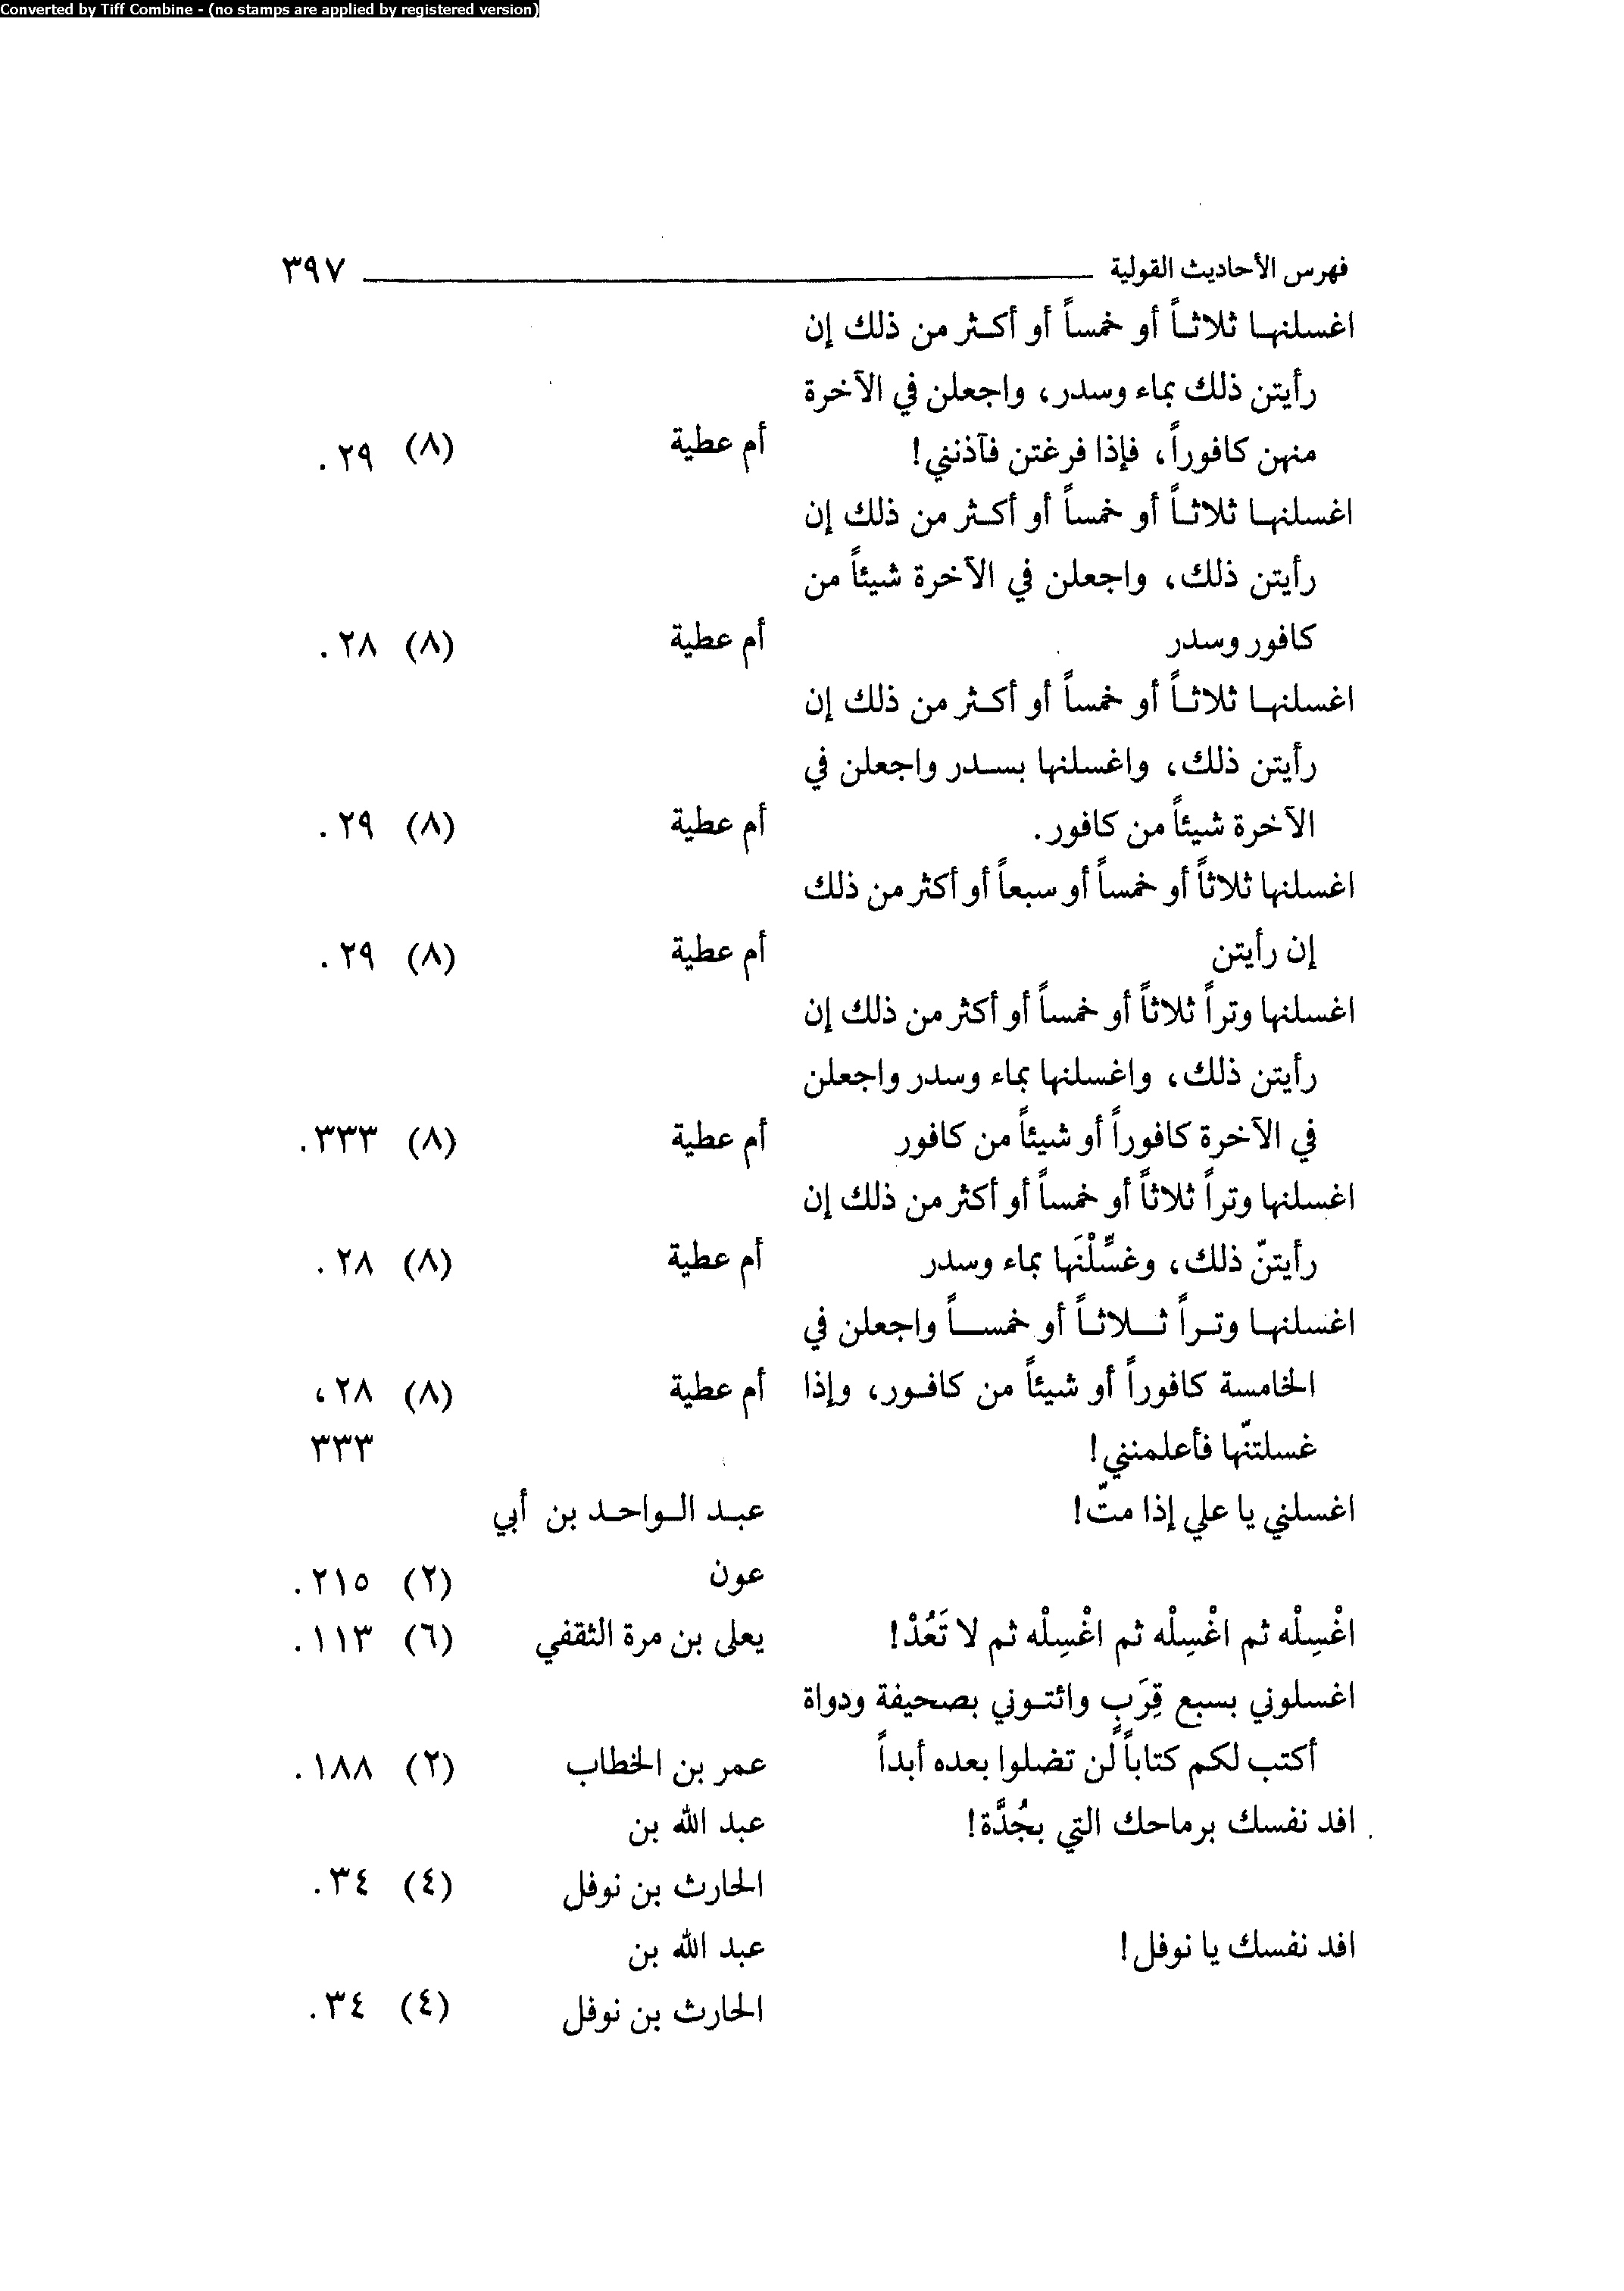 Converted by Tiff Combine - (no stamps are applied by registered version)
فهرس الأحاديث القولية ٣٩٧
اغسلنها ثلاثاً أو خمساً أو أكثر من ذلك إن
رأيتن ذلك بماء وسدر، واجعلن في الآخرة
منهن كافوراً، فإذا فرغتن فآذنني! أم عطية (٨) ٢٩.
اغسلنها ثلاثاً أو خمساً أو أكثر من ذلك إن
رأيتن ذلك، واجعلن في الآخرة شيئاً من
كافور وسدر أم عطية (٨) ٢٨.
اغسلنها ثلاثاً أو خمساً أو أكثر من ذلك إن
رأيتن ذلك، واغسلنها بسدر واجعلن في
الآخرة شيئاً من كافور. أم عطية (٨) ٢٩.
اغسلنها ثلاثاً أو خمساً أو سبعاً أو أكثر من ذلك
إن رأيتن أم عطية (٨) ٢٩.
اغسلنها وتراً ثلاثاً أو خمساً أو أكثر من ذلك إن
رأيتن ذلك، واغسلنها بماء وسدر واجعلن
في الآخرة كافوراً أو شيئاً من كافور أم عطية (٨) ٣٣٣.
اغسلنها وتراً ثلاثاً أو خمساً أو أكثر من ذلك إن
رأيتنّ ذلك، وغسِّلْنَها بماء وسدر أم عطية (٨) ٢٨.
اغسلنها وتراً ثلاثاً أو خمساً واجعلن في
الخامسة كافوراً أو شيئاً من كافور، وإذا أم عطية (٨) ٢٨،
غسلتنّها فأعلمنني! ٣٣٣
اغسلني يا علي إذا متّ! عبد الواحد بن أبي
عون (٢) ٢١٥.
اغْسِلْه ثم اغْسِلْه ثم اغْسِلْه ثم لا تَعُدْ! يعلى بن مرة الثقفي (٦) ١١٣.
اغسلوني بسبع قِرَبٍ وائتوني بصحيفة ودواة
أكتب لكم كتاباً لن تضلوا بعده أبداً عمر بن الخطاب (٢) ١٨٨.
افد نفسك برماحك التي بجُدَّة! عبد الله بن
الحارث بن نوفل (٤) ٣٤.
افد نفسك يا نوفل! عبد الله بن
الحارث بن نوفل (٤) ٣٤.